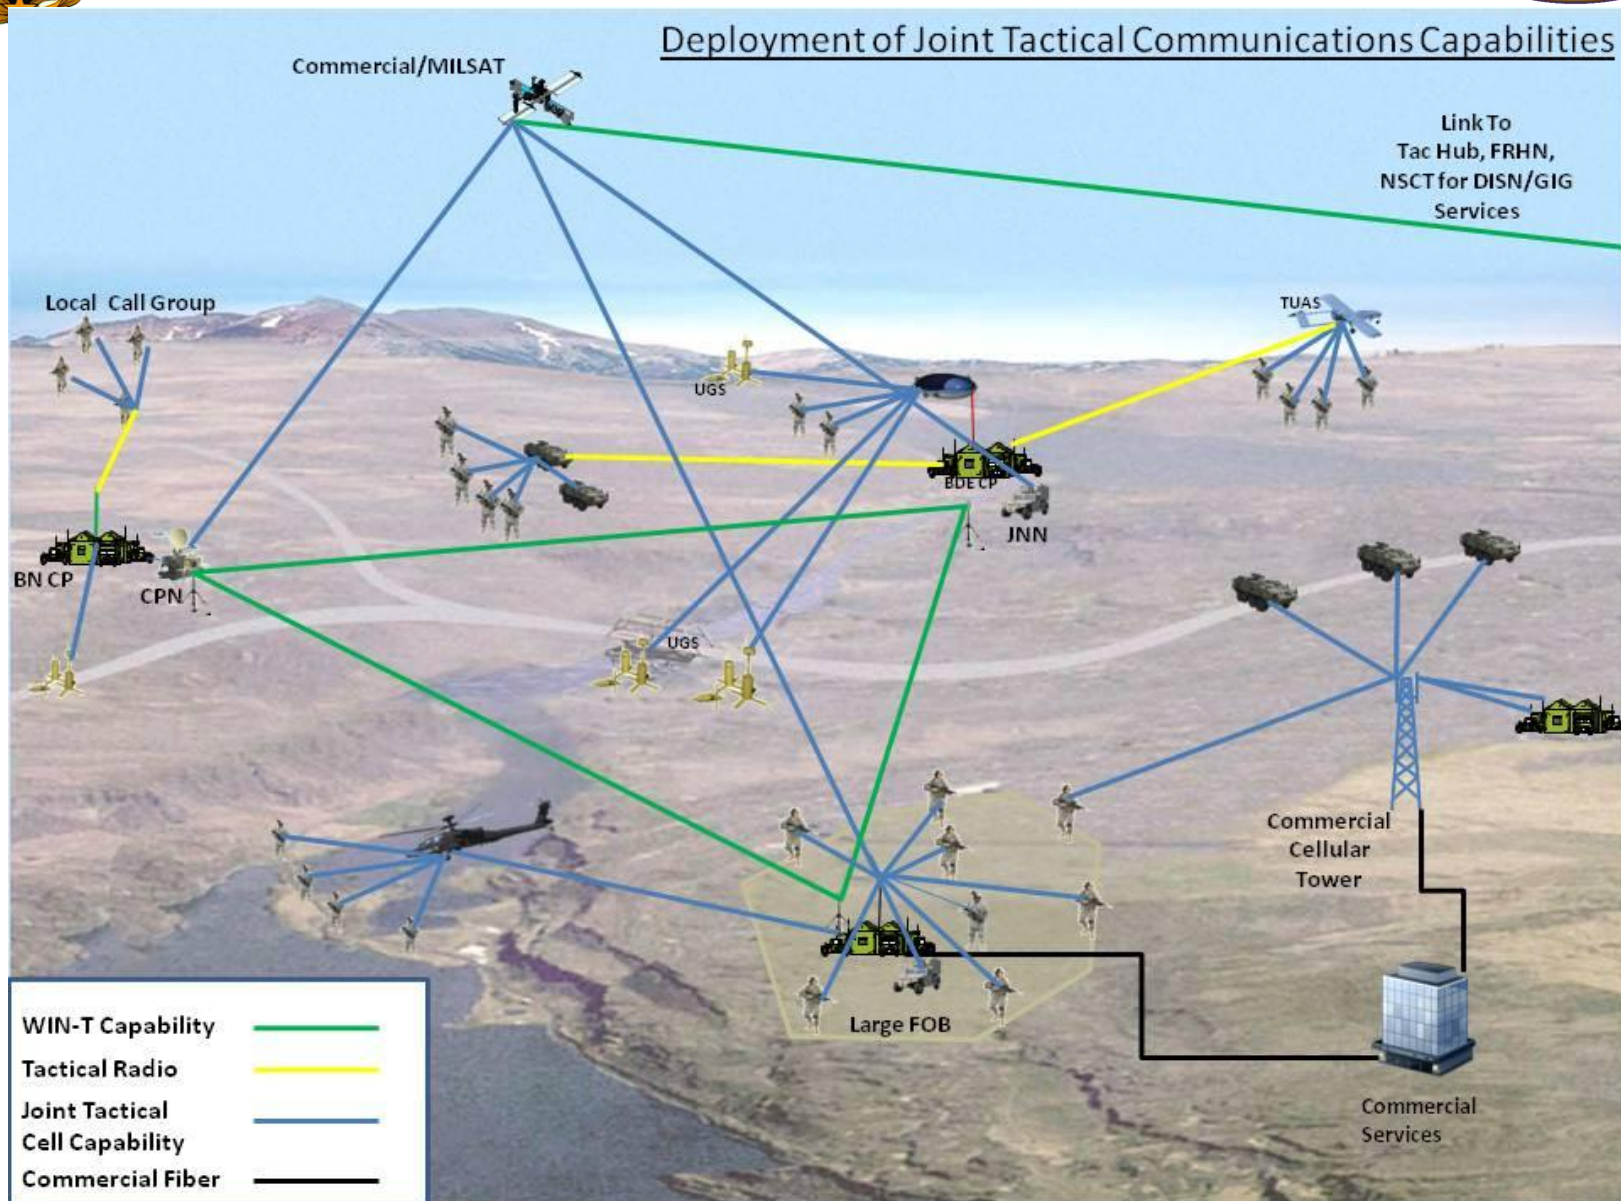 Deployment of Joint Tactical Communications Capabilities
Commercial/MILSAT
Link To
Tac Hub, FRHN,
NSCT for DISN/GIG
Services
Local Call Group
TUAS
UGS
BDE CP
JNN
BN CP
CPN
UGS
Commercial
Cellular
Tower
Large FOB
Commercial
Services
WIN-T Capability
Tactical Radio
Joint Tactical
Cell Capability
Commercial Fiber